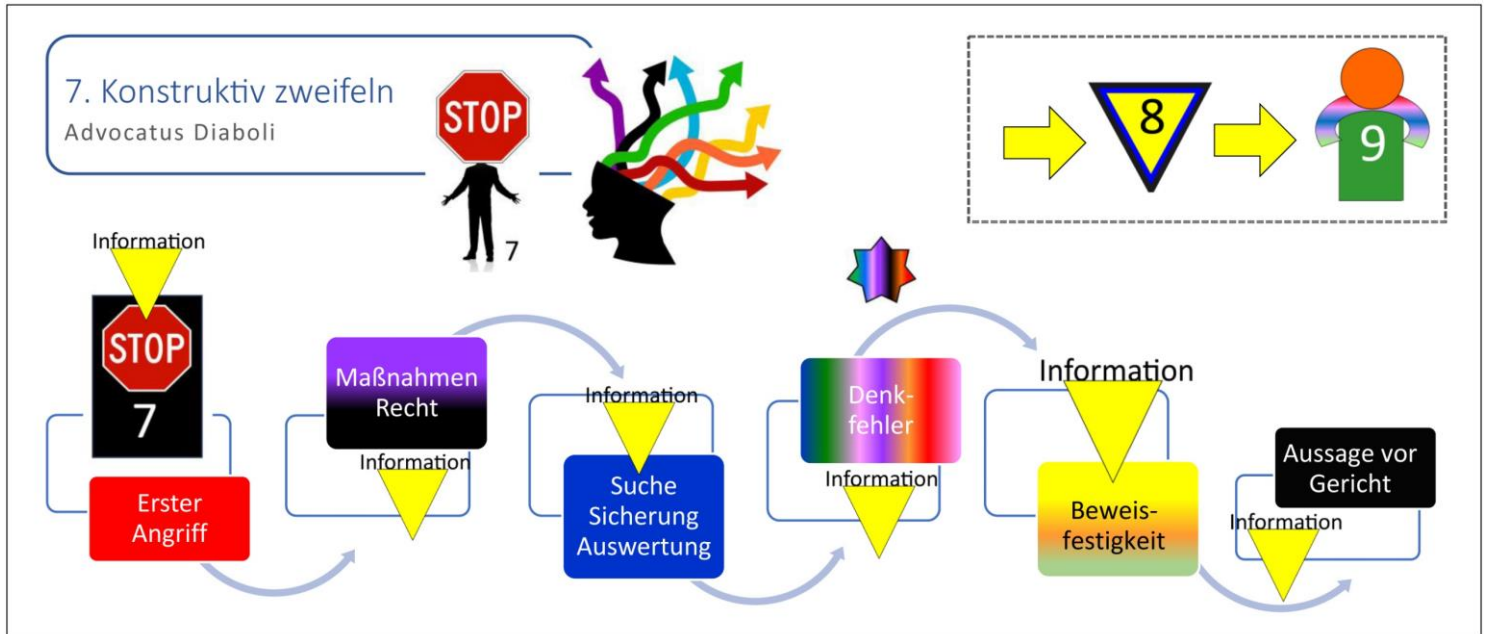 7. Konstruktiv zweifeln
Advocatus Diaboli
STOP
7
8
9
Information
STOP
7
Erster
Angriff
Maßnahmen
Recht
Information
Information
Suche
Sicherung
Auswertung
Denk-
fehler
Information
Information
Beweis-
festigkeit
Aussage vor
Gericht
Information